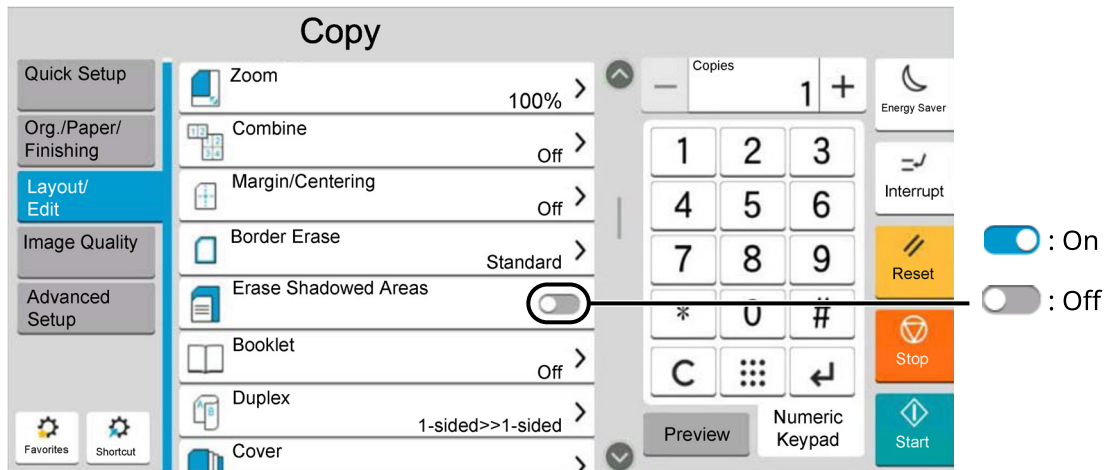 Copy
Quick Setup
Org./Paper/
Finishing
Layout/
Edit
Image Quality
Advanced
Setup
Favorites
Shortcut
Zoom
100%
Combine
Off
Margin/Centering
Off
Border Erase
Standard
Erase Shadowed Areas
Booklet
Off
Duplex
1-sided>>1-sided
Cover
Copies
1
1 2 3
4 5 6
7 8 9
* 0 #
C
Preview
Numeric
Keypad
Energy Saver
Interrupt
Reset
Stop
Start
: On
: Off